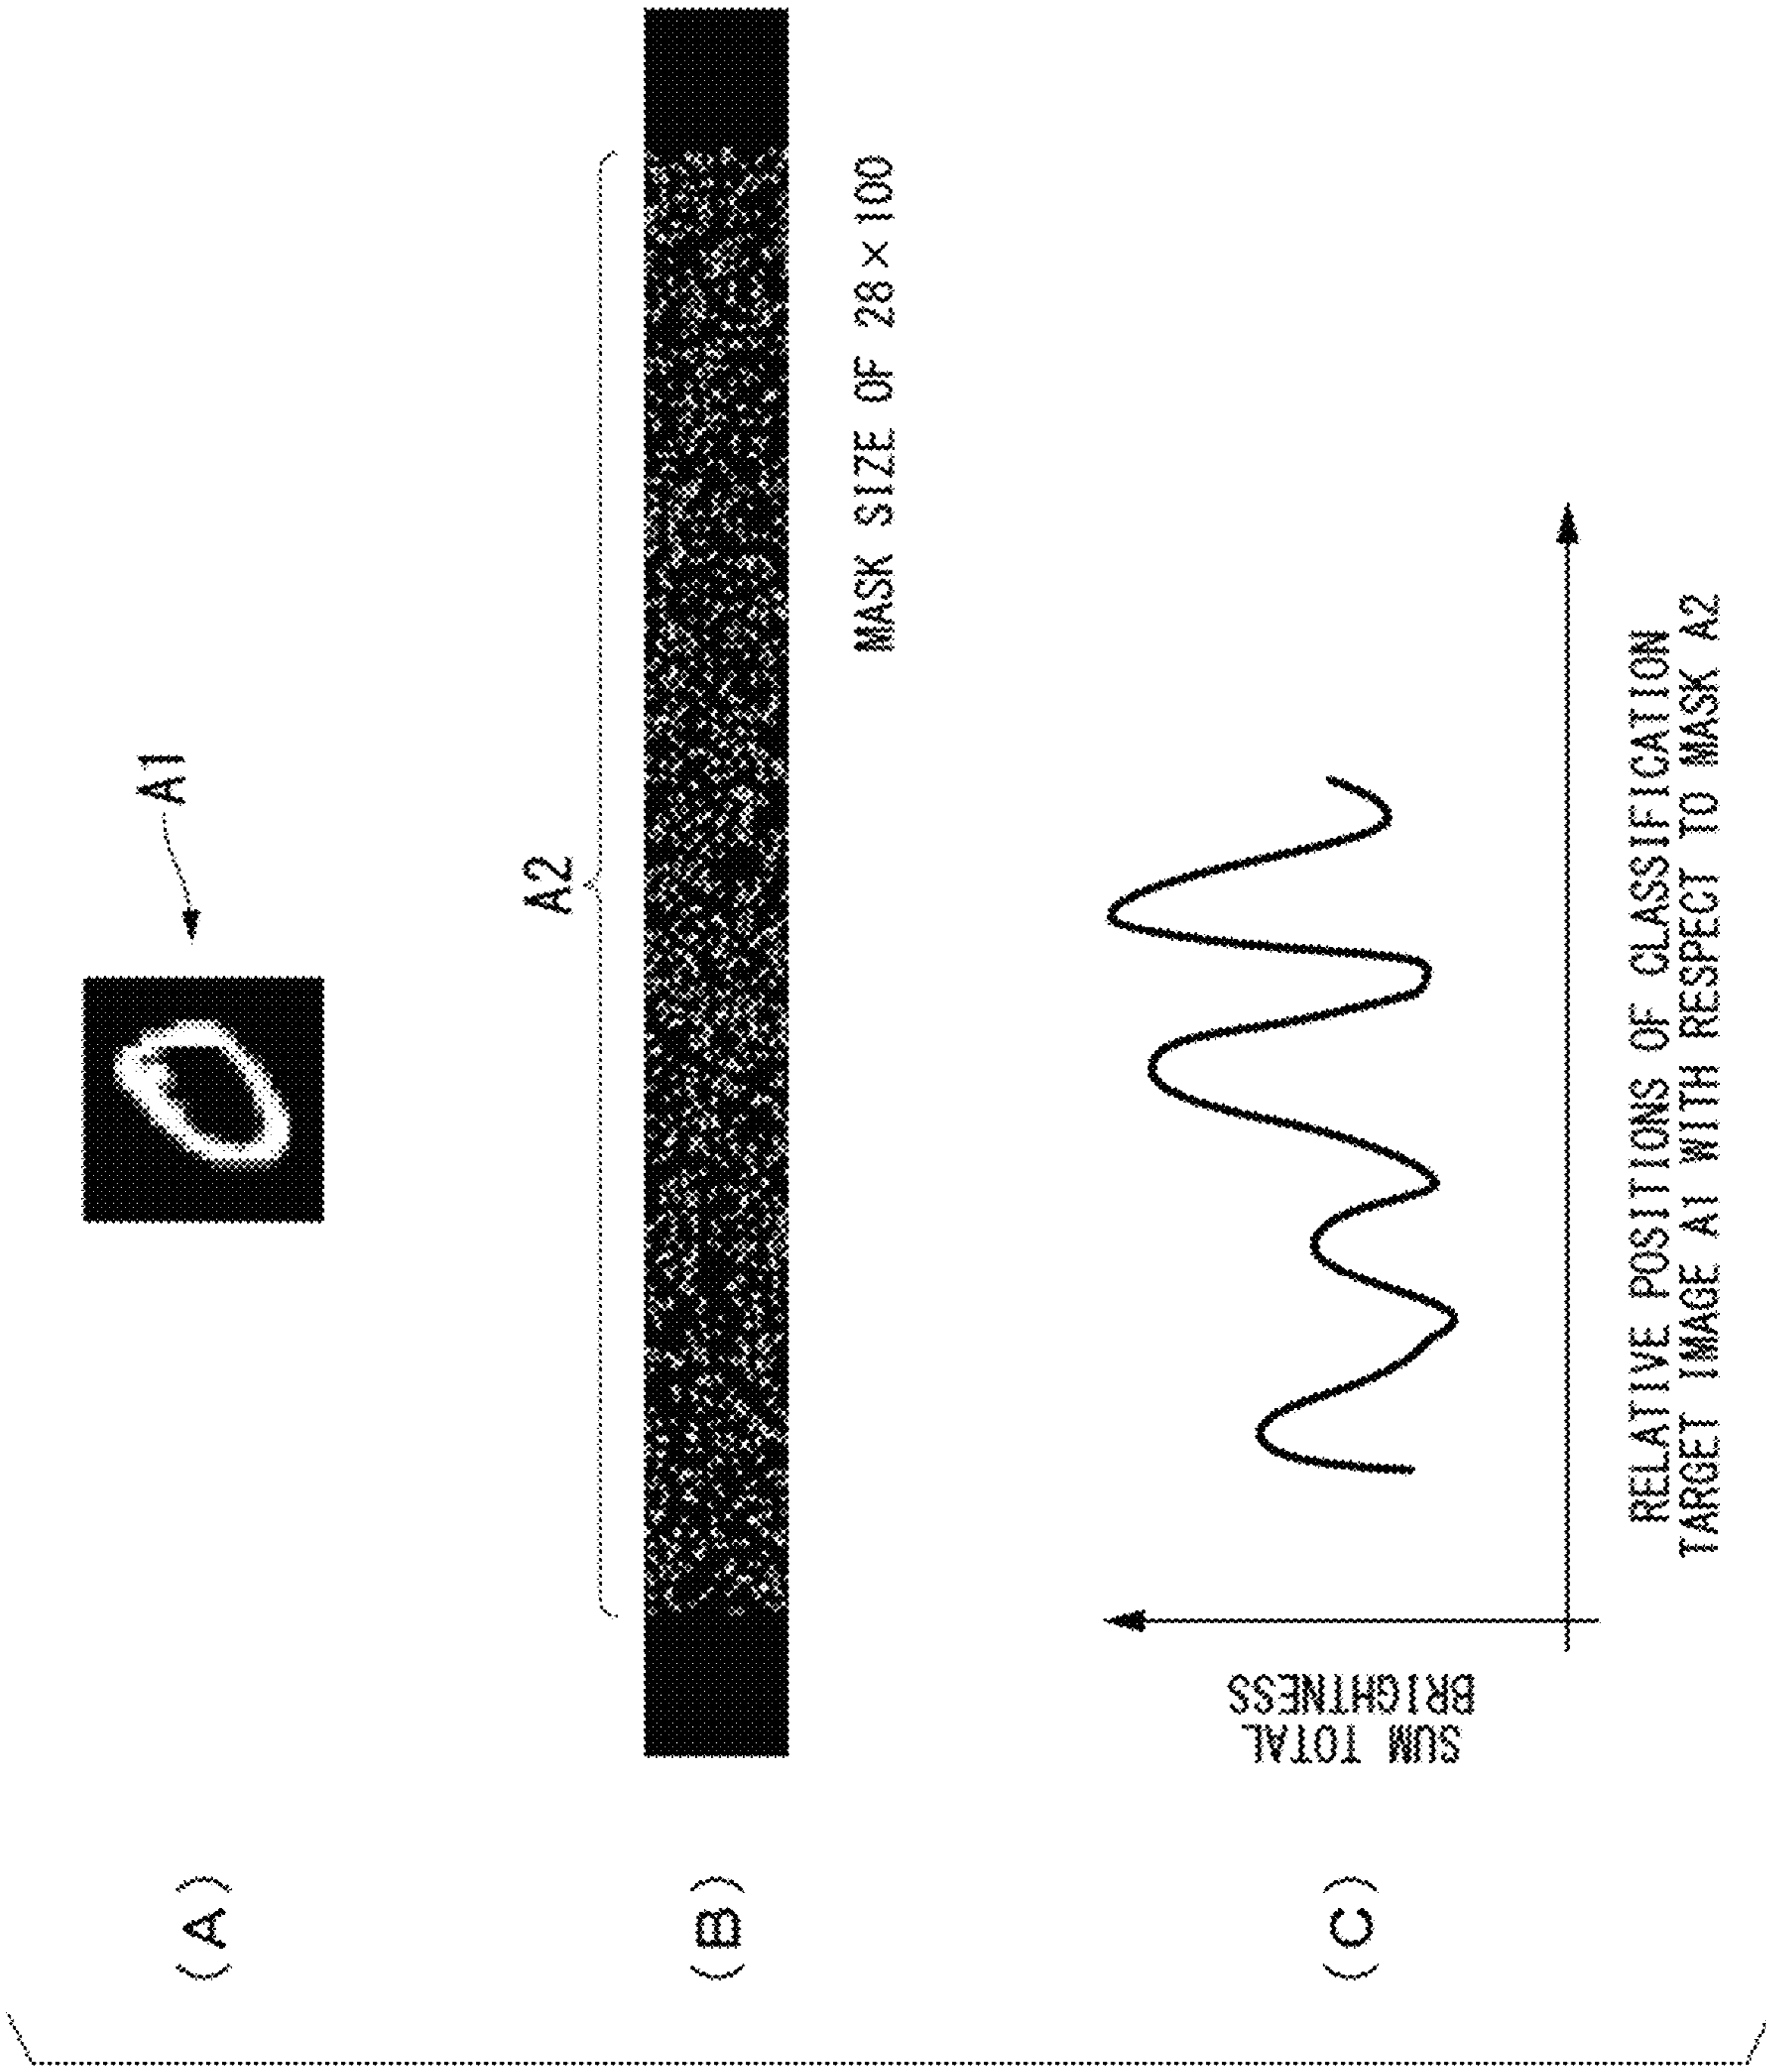 (A)
A1
(B)
A2
MASK SIZE OF 28×100
(C)
SUM TOTAL
BRIGHTNESS
RELATIVE POSITIONS OF CLASSIFICATION
TARGET IMAGE A1 WITH RESPECT TO MASK A2